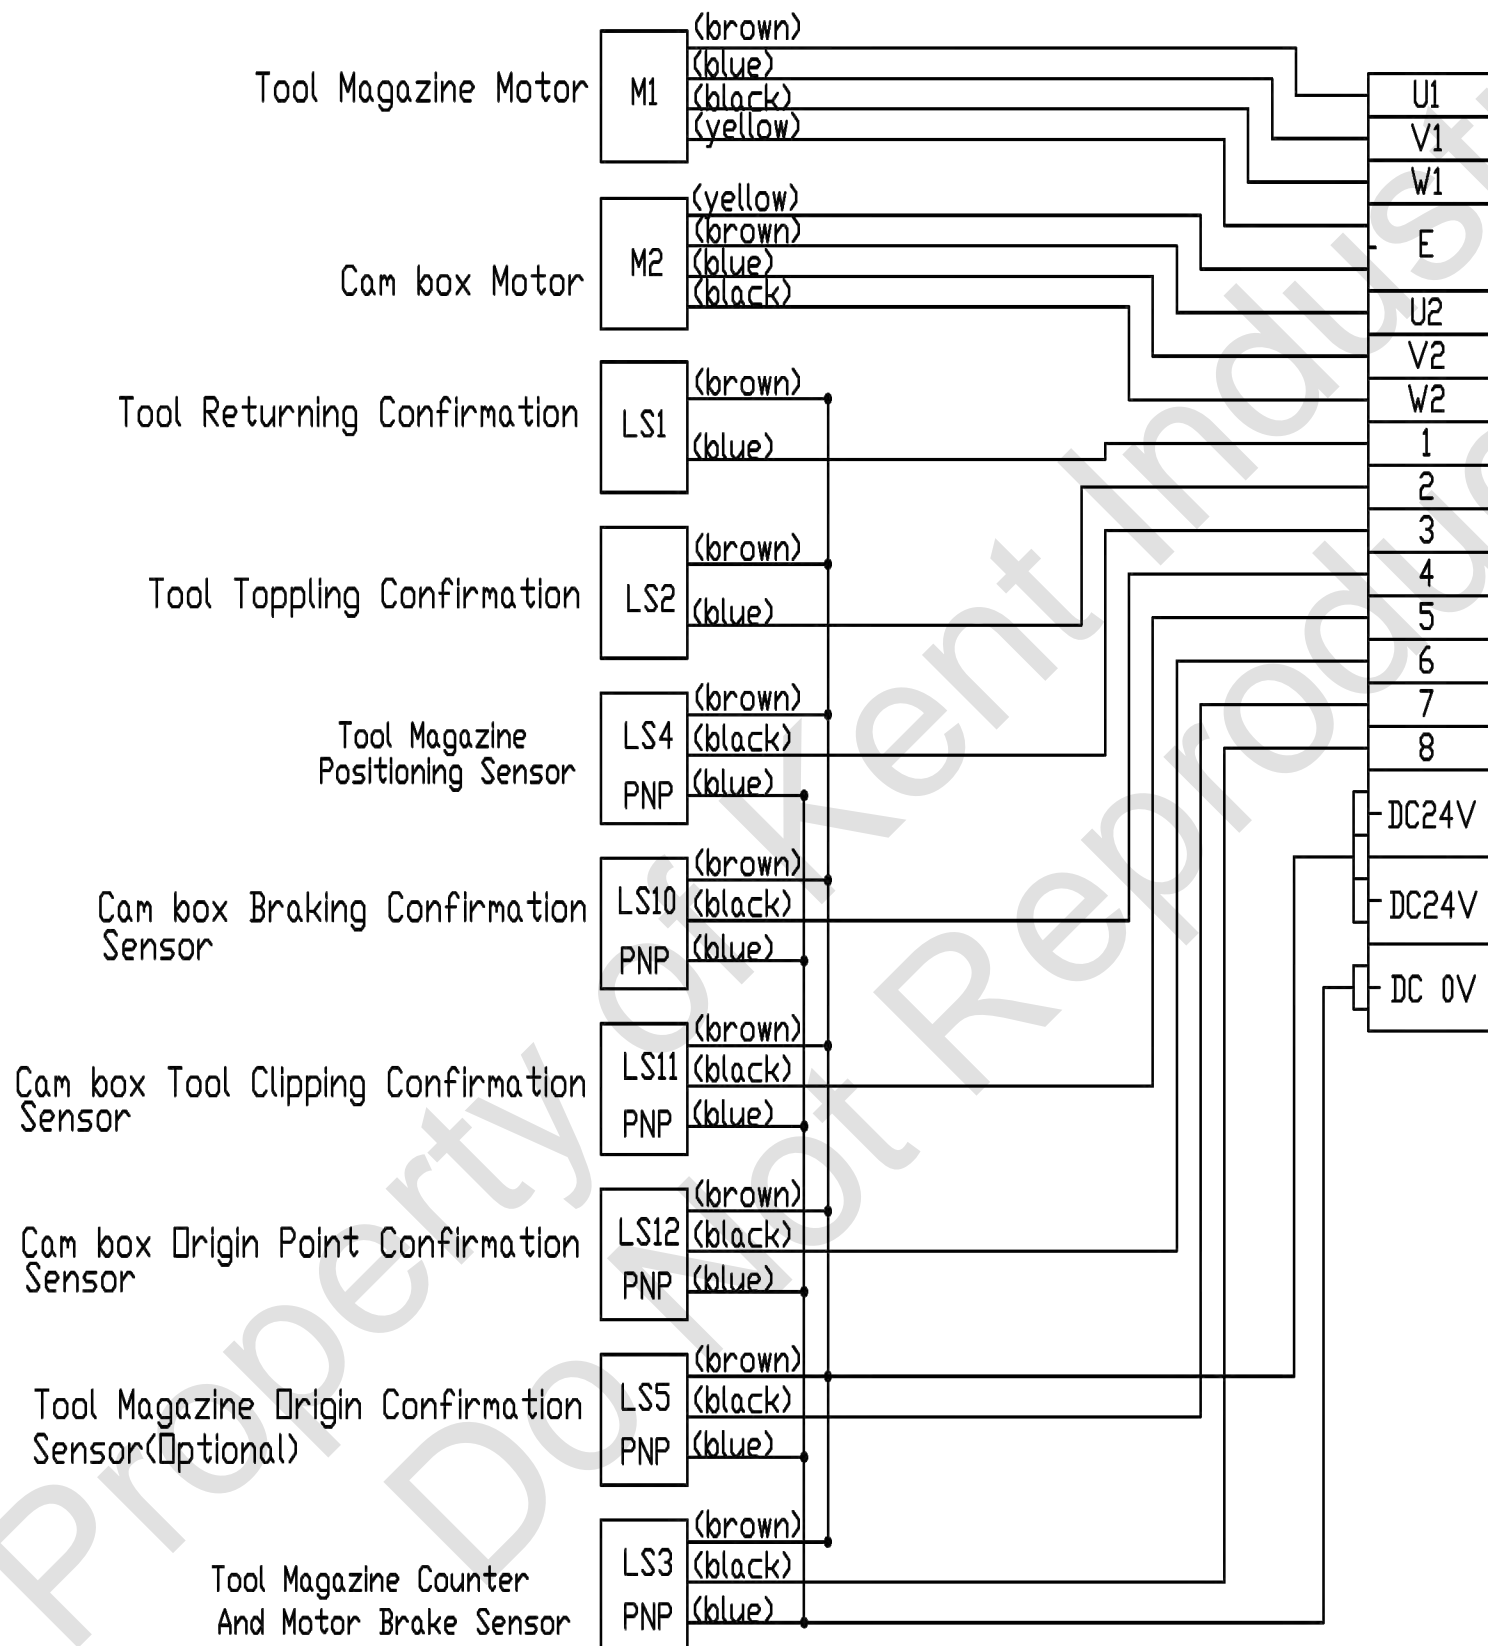 Tool Magazine Motor
M1
(brown)
(blue)
(black)
(yellow)
Cam box Motor
M2
(yellow)
(brown)
(blue)
(black)
Tool Returning Confirmation
LS1
(brown)
(blue)
Tool Toppling Confirmation
LS2
(brown)
(blue)
Tool Magazine
Positioning Sensor
LS4
PNP
(brown)
(black)
(blue)
Cam box Braking Confirmation
Sensor
LS10
PNP
(brown)
(black)
(blue)
Cam box Tool Clipping Confirmation
Sensor
LS11
PNP
(brown)
(black)
(blue)
Cam box Origin Point Confirmation
Sensor
LS12
PNP
(brown)
(black)
(blue)
Tool Magazine Origin Confirmation
Sensor(Optional)
LS5
PNP
(brown)
(black)
(blue)
Tool Magazine Counter
And Motor Brake Sensor
LS3
PNP
(brown)
(black)
(blue)
U1
V1
W1
E
U2
V2
W2
1
2
3
4
5
6
7
8
DC24V
DC24V
DC 0V
Property of Kent
Do Not